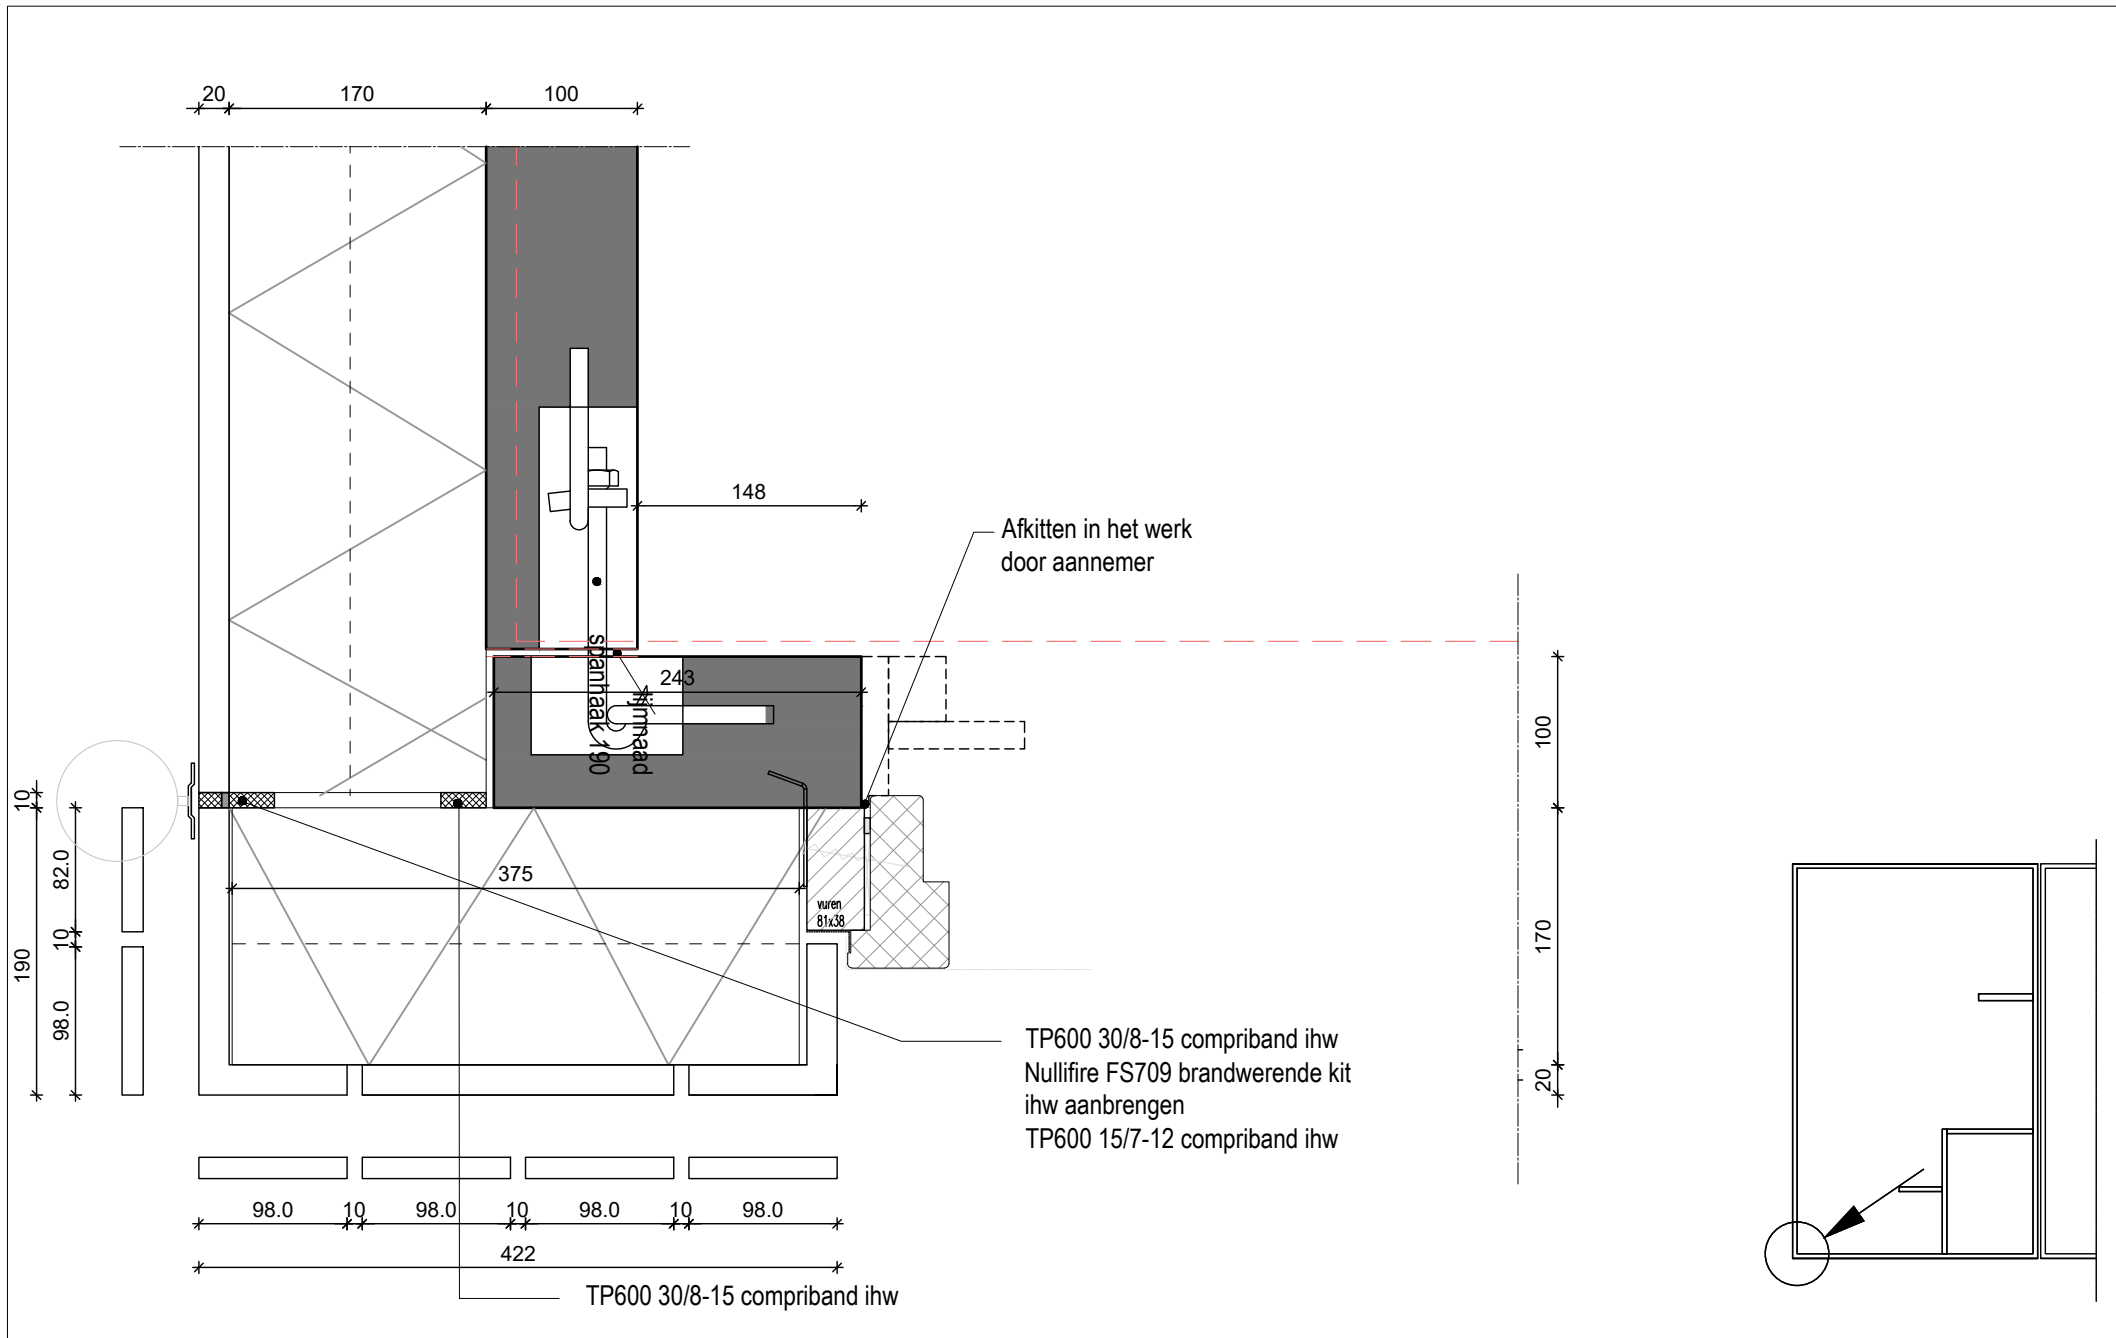 20
170
100
148
Afkitten in het werk
door aannemer
spanhaak 190
lijmnaad
243
100
10
82.0
10
98.0
190
375
vuren
81x38
170
20
TP600 30/8-15 compriband ihw
Nullifire FS709 brandwerende kit
ihw aanbrengen
TP600 15/7-12 compriband ihw
98.0
10
98.0
10
98.0
10
98.0
422
TP600 30/8-15 compriband ihw